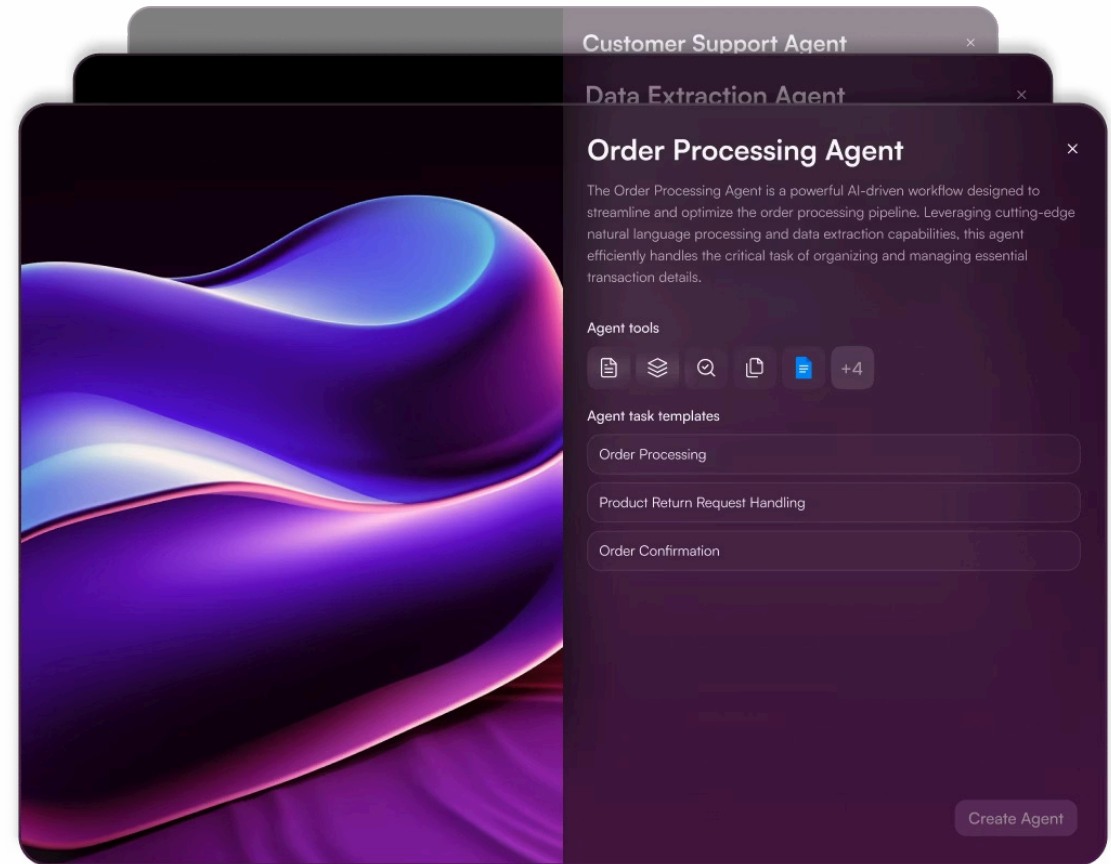 Customer Support Agent
Data Extraction Agent
Order Processing Agent
The Order Processing Agent is a powerful AI-driven workflow designed to
streamline and optimize the order processing pipeline. Leveraging cutting-edge
natural language processing and data extraction capabilities, this agent
efficiently handles the critical task of organizing and managing essential
transaction details.
Agent tools
+4
Agent task templates
Order Processing
Product Return Request Handling
Order Confirmation
Create Agent